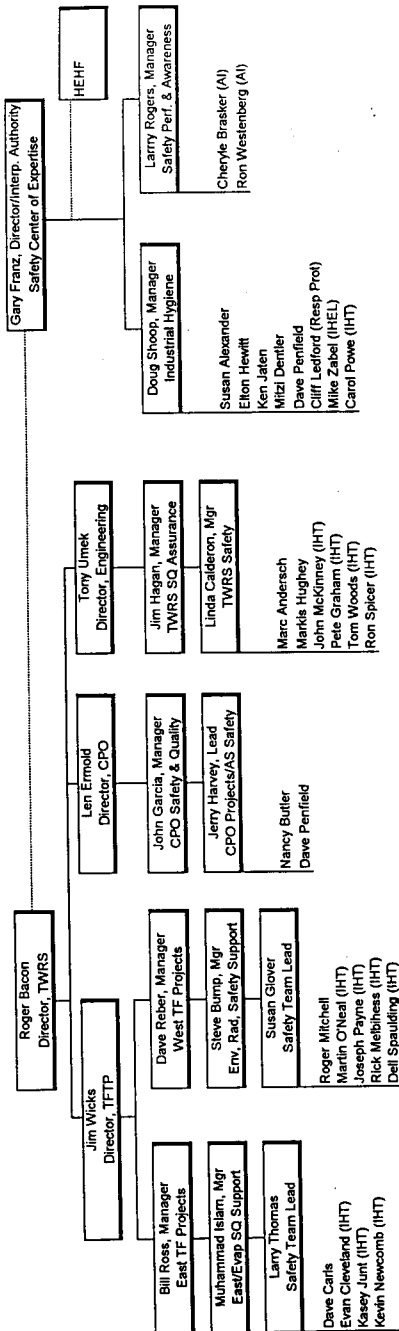 Gary Franz, Director/Interp. Authority
Safety Center of Expertise
HEHF
Larrry Rogers, Manager
Safety Perf. & Awareness
Cheryle Brasker (AI)
Ron Westenberg (AI)
Doug Shoop, Manager
Industrial Hygiene
Susan Alexander
Elton Hewitt
Ken Jaten
Mitzi Dentler
Dave Penfield
Cliff Ledford (Resp Prot)
Mike Zabel (IHEL)
Carol Powe (IHT)
Roger Bacon
Director, TWRS
Tony Umek
Director, Engineering
Jim Hagan, Manager
TWRS SQ Assurance
Linda Calderon, Mgr
TWRS Safety
Marc Andersch
Markis Hughey
John McKinney (IHT)
Pete Graham (IHT)
Tom Woods (IHT)
Ron Spicer (IHT)
Len Ermold
Director, CPO
John Garcia, Manager
CPO Safety & Quality
Jerry Harvey, Lead
CPO Projects/AS Safety
Nancy Butler
Dave Penfield
Jim Wicks
Director, TFTP
Dave Reber, Manager
West TF Projects
Steve Bump, Mgr
Env, Rad, Safety Support
Susan Glover
Safety Team Lead
Roger Mitchell
Martin O'Neal (IHT)
Joseph Payne (IHT)
Rick Melbihess (IHT)
Dell Spaulding (IHT)
Bill Ross, Manager
East TF Projects
Muhammad Islam, Mgr
East/Evap SQ Support
Larry Thomas
Safety Team Lead
Dave Carls
Evan Cleveland (IHT)
Kasey Junt (IHT)
Kevin Newcomb (IHT)